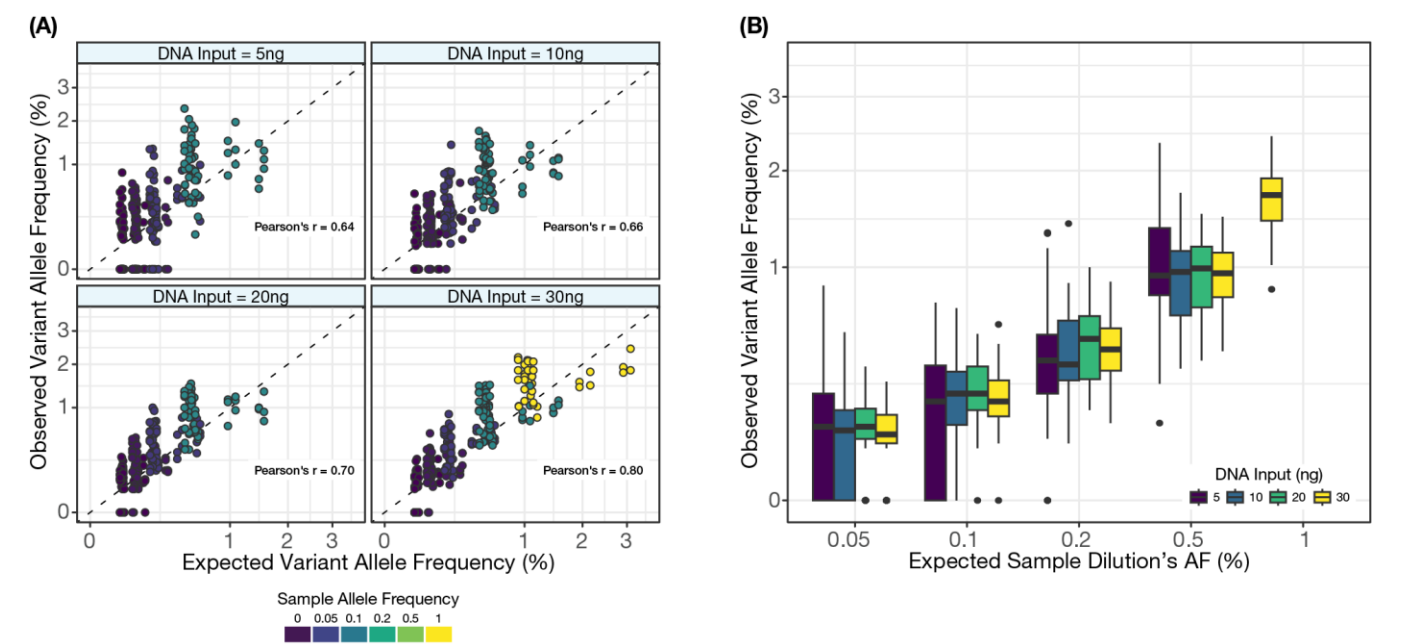 (A)
(B)
DNA Input = 5ng
DNA Input = 10ng
Observed Variant Allele Frequency (%)
3
2
1
0
Pearson's r = 0.64
Pearson's r = 0.66
DNA Input = 20ng
DNA Input = 30ng
3
2
1
0
Pearson's r = 0.70
Pearson's r = 0.80
0 1 2 3 0 1 2 3
Expected Variant Allele Frequency (%)
Sample Allele Frequency
0 0.05 0.1 0.2 0.5 1
Observed Variant Allele Frequency (%)
3
2
1
0
DNA Input (ng)
5 10 20 30
0.05 0.1 0.2 0.5 1
Expected Sample Dilution's AF (%)